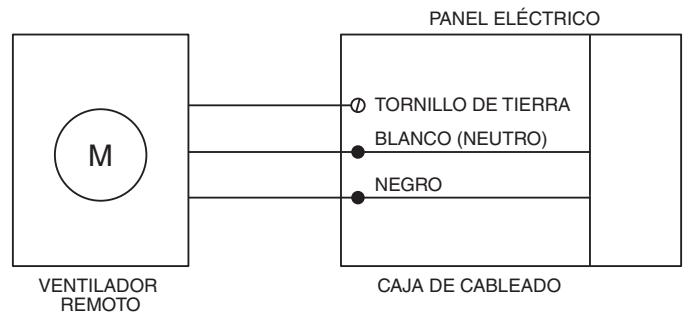 PANEL ELÉCTRICO
TORNILLO DE TIERRA
BLANCO (NEUTRO)
M
NEGRO
VENTILADOR
REMOTO
CAJA DE CABLEADO